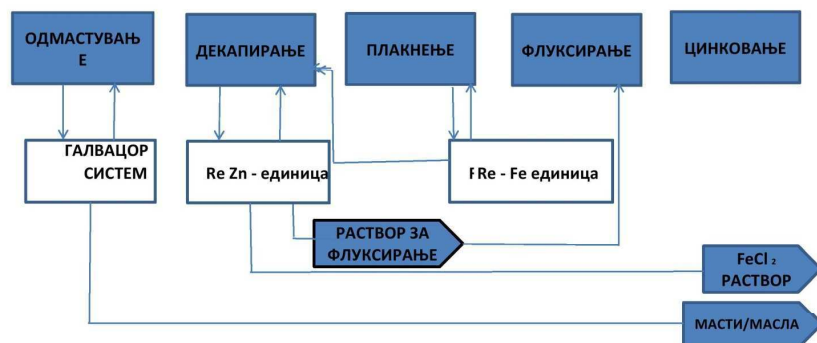 ОДМАСТУВАЊ
Е
ДЕКАПИРАЊЕ
ПЛАКНЕЊЕ
ФЛУКСИРАЊЕ
ЦИНКОВАЊЕ
ГАЛВАЦОР
СИСТЕМ
Re Zn - единица
Re - Fe единица
РАСТВОР ЗА
ФЛУКСИРАЊЕ
FeCl ₂
РАСТВОР
МАСТИ/МАСЛА